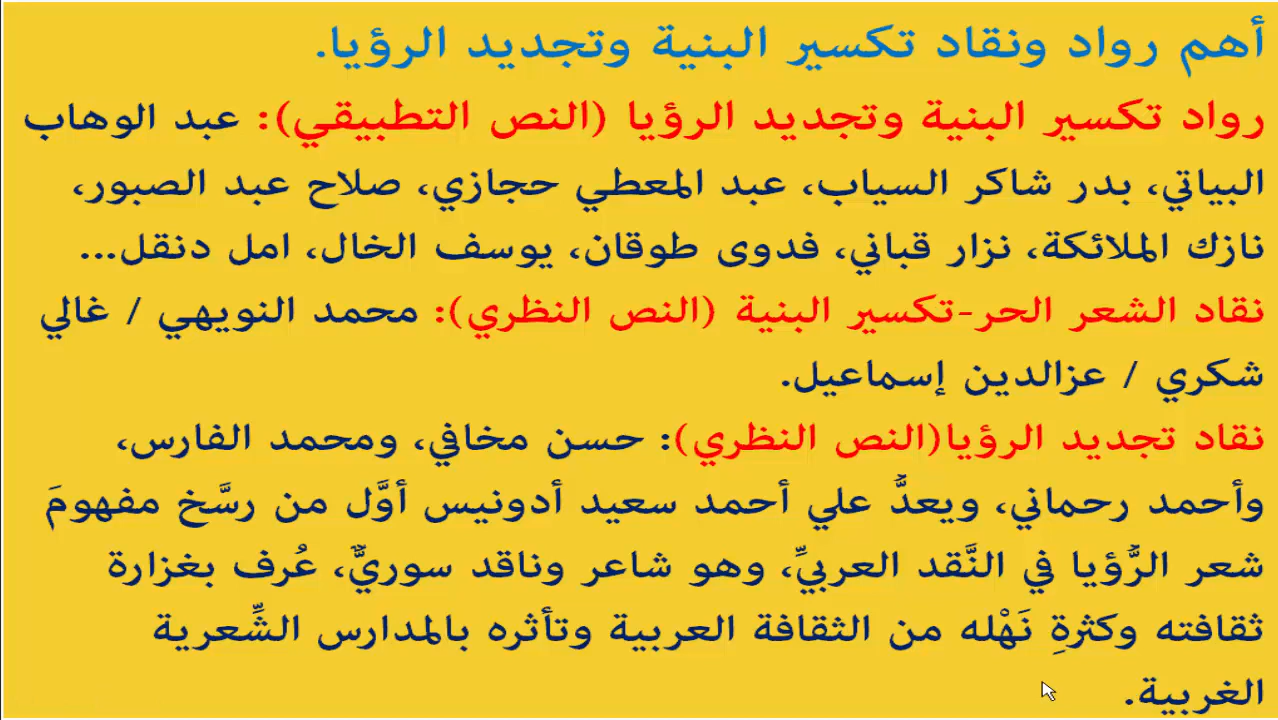 أهم رواد ونقاد تكسير البنية وتجديد الرؤيا.
رواد تكسير البنية وتجديد الرؤيا (النص التطبيقي): عبد الوهاب
البياتي، بدر شاكر السياب، عبد المعطي حجازي، صلاح عبد الصبور،
نازك الملائكة، نزار قباني، فدوى طوقان، يوسف الخال، امل دنقل...
نقاد الشعر الحر-تكسير البنية (النص النظري): محمد النويهي / غالي
شكري / عزالدين إسماعيل.
نقاد تجديد الرؤيا(النص النظري): حسن مخافي، ومحمد الفارس،
وأحمد رحماني، ويعدُّ علي أحمد سعيد أدونيس أوَّل من رسَّخ مفهومَ
شعر الرُّؤيا في النَّقد العربيِّ، وهو شاعر وناقد سوريٌّ، عُرف بغزارة
ثقافته وكثرةِ نَهْله من الثقافة العربية وتأثره بالمدارس الشِّعرية
الغربية.